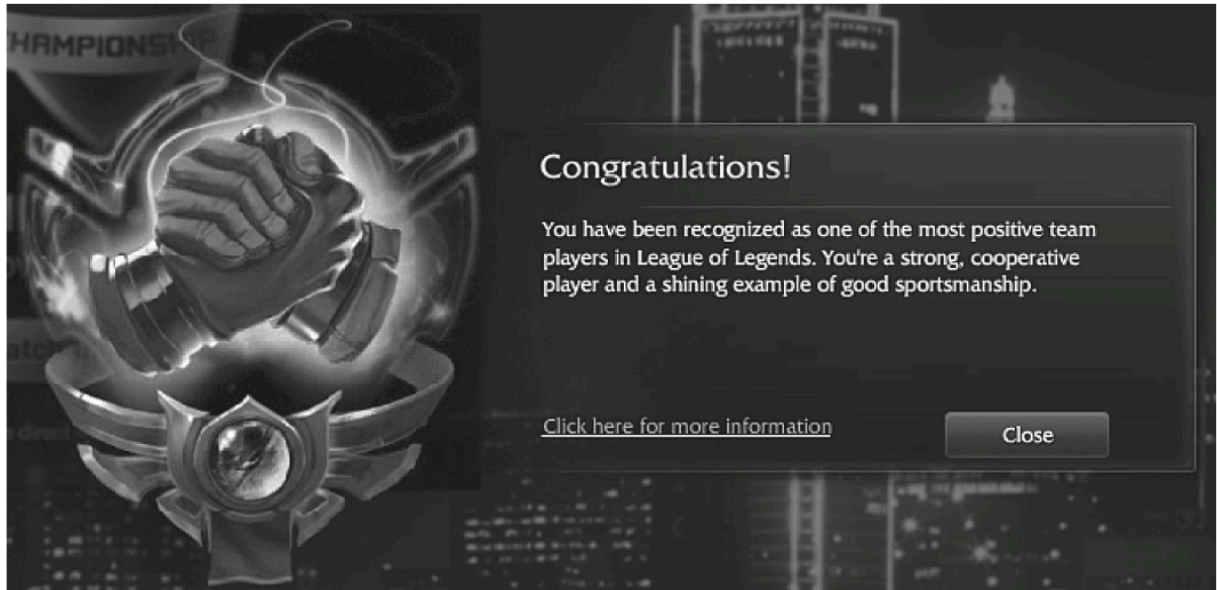 CHAMPIONSHIP
Congratulations!
You have been recognized as one of the most positive team
players in League of Legends. You're a strong, cooperative
player and a shining example of good sportsmanship.
Click here for more information
Close